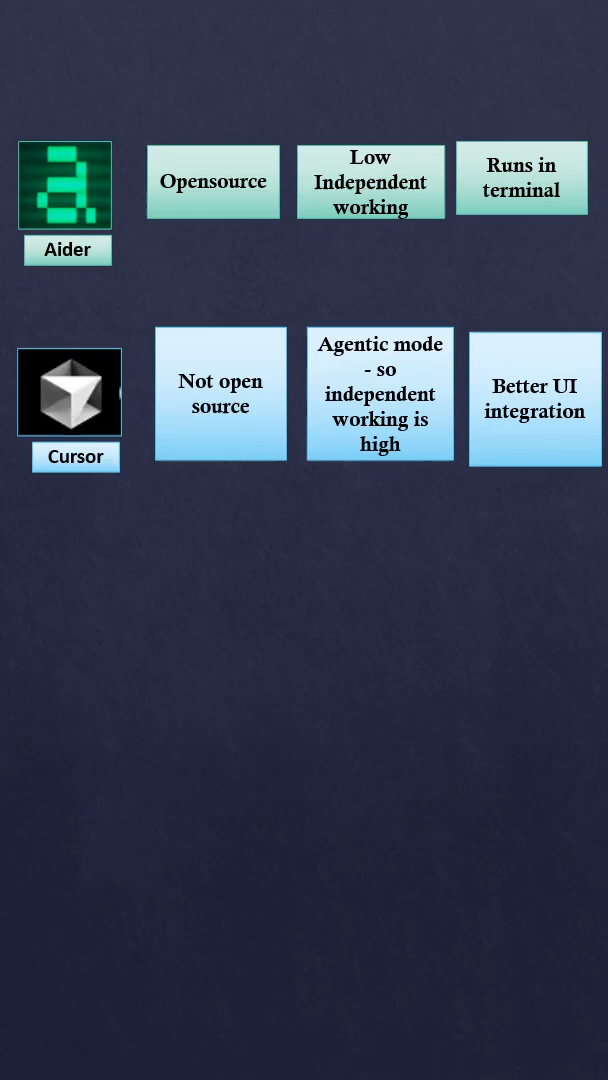 Opensource
Low
Independent
working
Runs in
terminal
Aider
Not open
source
Agentic mode
- so
independent
working is
high
Better UI
integration
Cursor